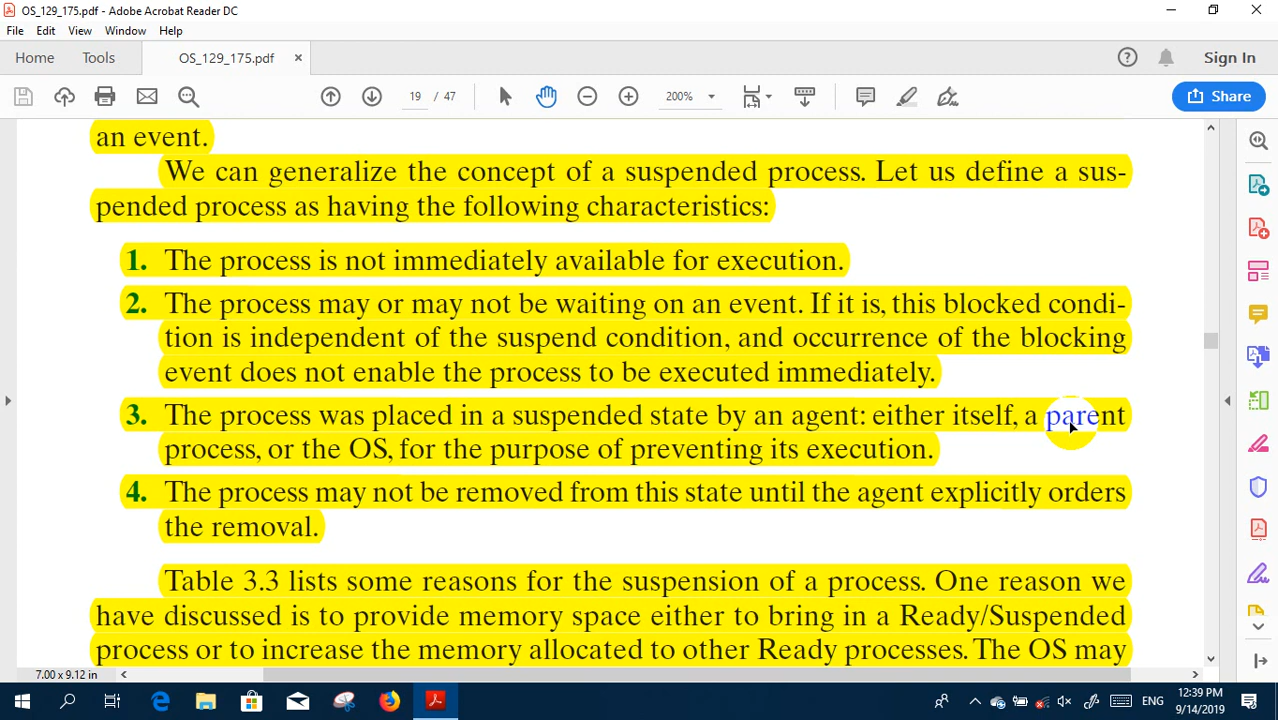 OS_129_175.pdf - Adobe Acrobat Reader DC
File Edit View Window Help
Home Tools OS_129_175.pdf × Sign In
19 / 47 200% Share
an event.
We can generalize the concept of a suspended process. Let us define a sus-
pended process as having the following characteristics:
1. The process is not immediately available for execution.
2. The process may or may not be waiting on an event. If it is, this blocked condi-
tion is independent of the suspend condition, and occurrence of the blocking
event does not enable the process to be executed immediately.
3. The process was placed in a suspended state by an agent: either itself, a parent
process, or the OS, for the purpose of preventing its execution.
4. The process may not be removed from this state until the agent explicitly orders
the removal.
Table 3.3 lists some reasons for the suspension of a process. One reason we
have discussed is to provide memory space either to bring in a Ready/Suspended
process or to increase the memory allocated to other Ready processes. The OS may
7.00 x 9.12 in
ENG 12:39 PM
9/14/2019